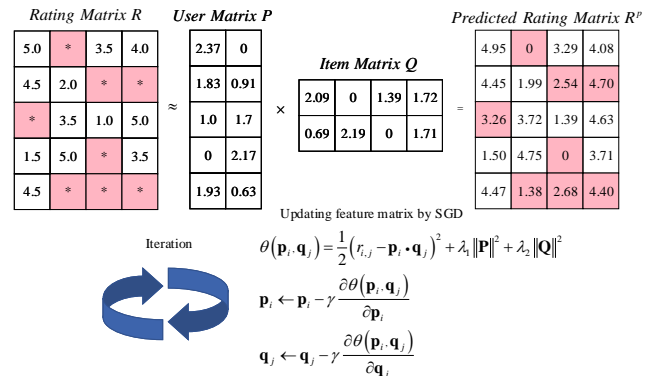 Rating Matrix R
User Matrix P
Item Matrix Q
Predicted Rating Matrix R^p
5.0 * 3.5 4.0
4.5 2.0 * *
* 3.5 1.0 5.0
1.5 5.0 * 3.5
4.5 * * *
≈
2.37 0
1.83 0.91
1.0 1.7
0 2.17
1.93 0.63
×
2.09 0 1.39 1.72
0.69 2.19 0 1.71
=
4.95 0 3.29 4.08
4.45 1.99 2.54 4.70
3.26 3.72 1.39 4.63
1.50 4.75 0 3.71
4.47 1.38 2.68 4.40
Updating feature matrix by SGD
Iteration
θ(p_i, q_j) = 1/2 (r_{i,j} − p_i • q_j)^2 + λ_1‖P‖^2 + λ_2‖Q‖^2
p_i ← p_i − γ ∂θ(p_i, q_j)/∂p_i
q_j ← q_j − γ ∂θ(p_i, q_j)/∂q_j